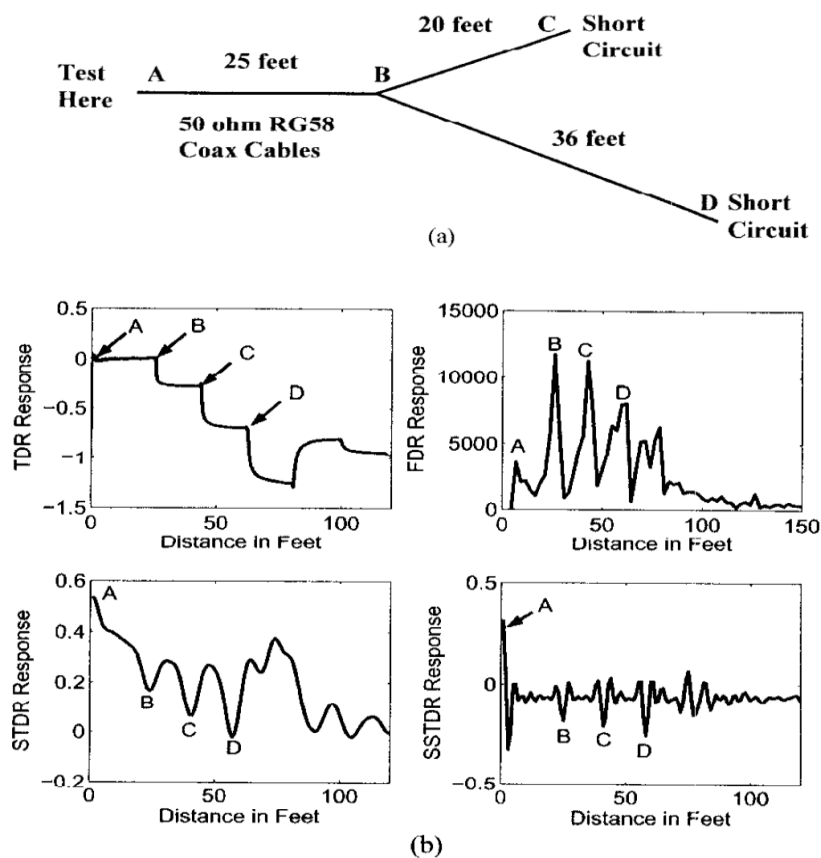 20 feet C Short
Circuit
Test A 25 feet B
Here
50 ohm RG58
Coax Cables
36 feet
D Short
Circuit
(a)
0.5
0
−0.5
−1
−1.5
TDR Response
A
B
C
D
0 50 100
Distance in Feet
15000
10000
5000
0
FDR Response
A
B
C
D
0 50 100 150
Distance in Feet
0.6
0.4
0.2
0
−0.2
STDR Response
A
B
C
D
0 50 100
Distance in Feet
0.5
0
−0.5
SSTDR Response
A
B
C
D
0 50 100
Distance in Feet
(b)